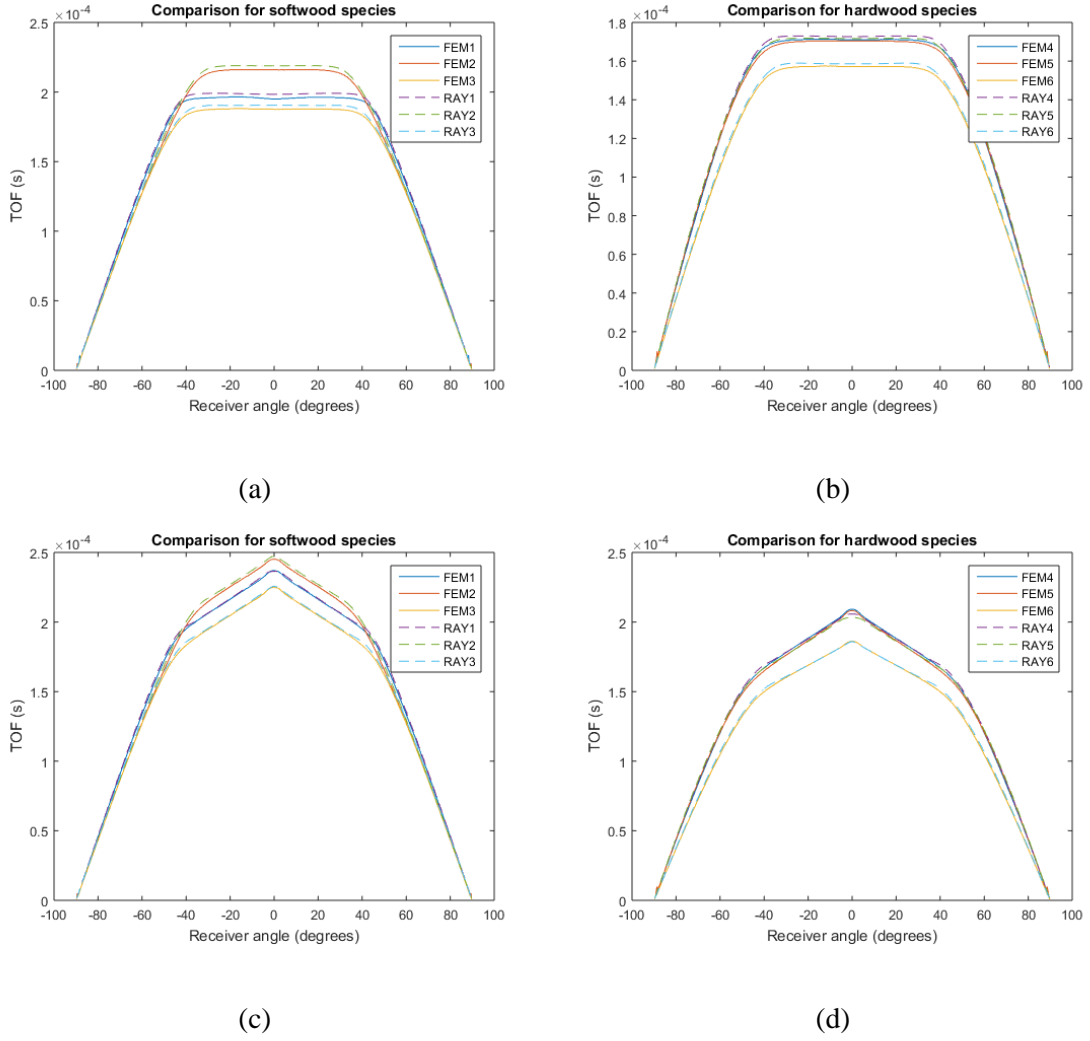 Comparison for softwood species
×10⁻⁴
2.5
2
1.5
1
0.5
0
TOF (s)
-100 -80 -60 -40 -20 0 20 40 60 80 100
Receiver angle (degrees)
FEM1
FEM2
FEM3
RAY1
RAY2
RAY3
(a)
Comparison for hardwood species
×10⁻⁴
1.8
1.6
1.4
1.2
1
0.8
0.6
0.4
0.2
0
TOF (s)
-100 -80 -60 -40 -20 0 20 40 60 80 100
Receiver angle (degrees)
FEM4
FEM5
FEM6
RAY4
RAY5
RAY6
(b)
Comparison for softwood species
×10⁻⁴
2.5
2
1.5
1
0.5
0
TOF (s)
-100 -80 -60 -40 -20 0 20 40 60 80 100
Receiver angle (degrees)
FEM1
FEM2
FEM3
RAY1
RAY2
RAY3
(c)
Comparison for hardwood species
×10⁻⁴
2.5
2
1.5
1
0.5
0
TOF (s)
-100 -80 -60 -40 -20 0 20 40 60 80 100
Receiver angle (degrees)
FEM4
FEM5
FEM6
RAY4
RAY5
RAY6
(d)